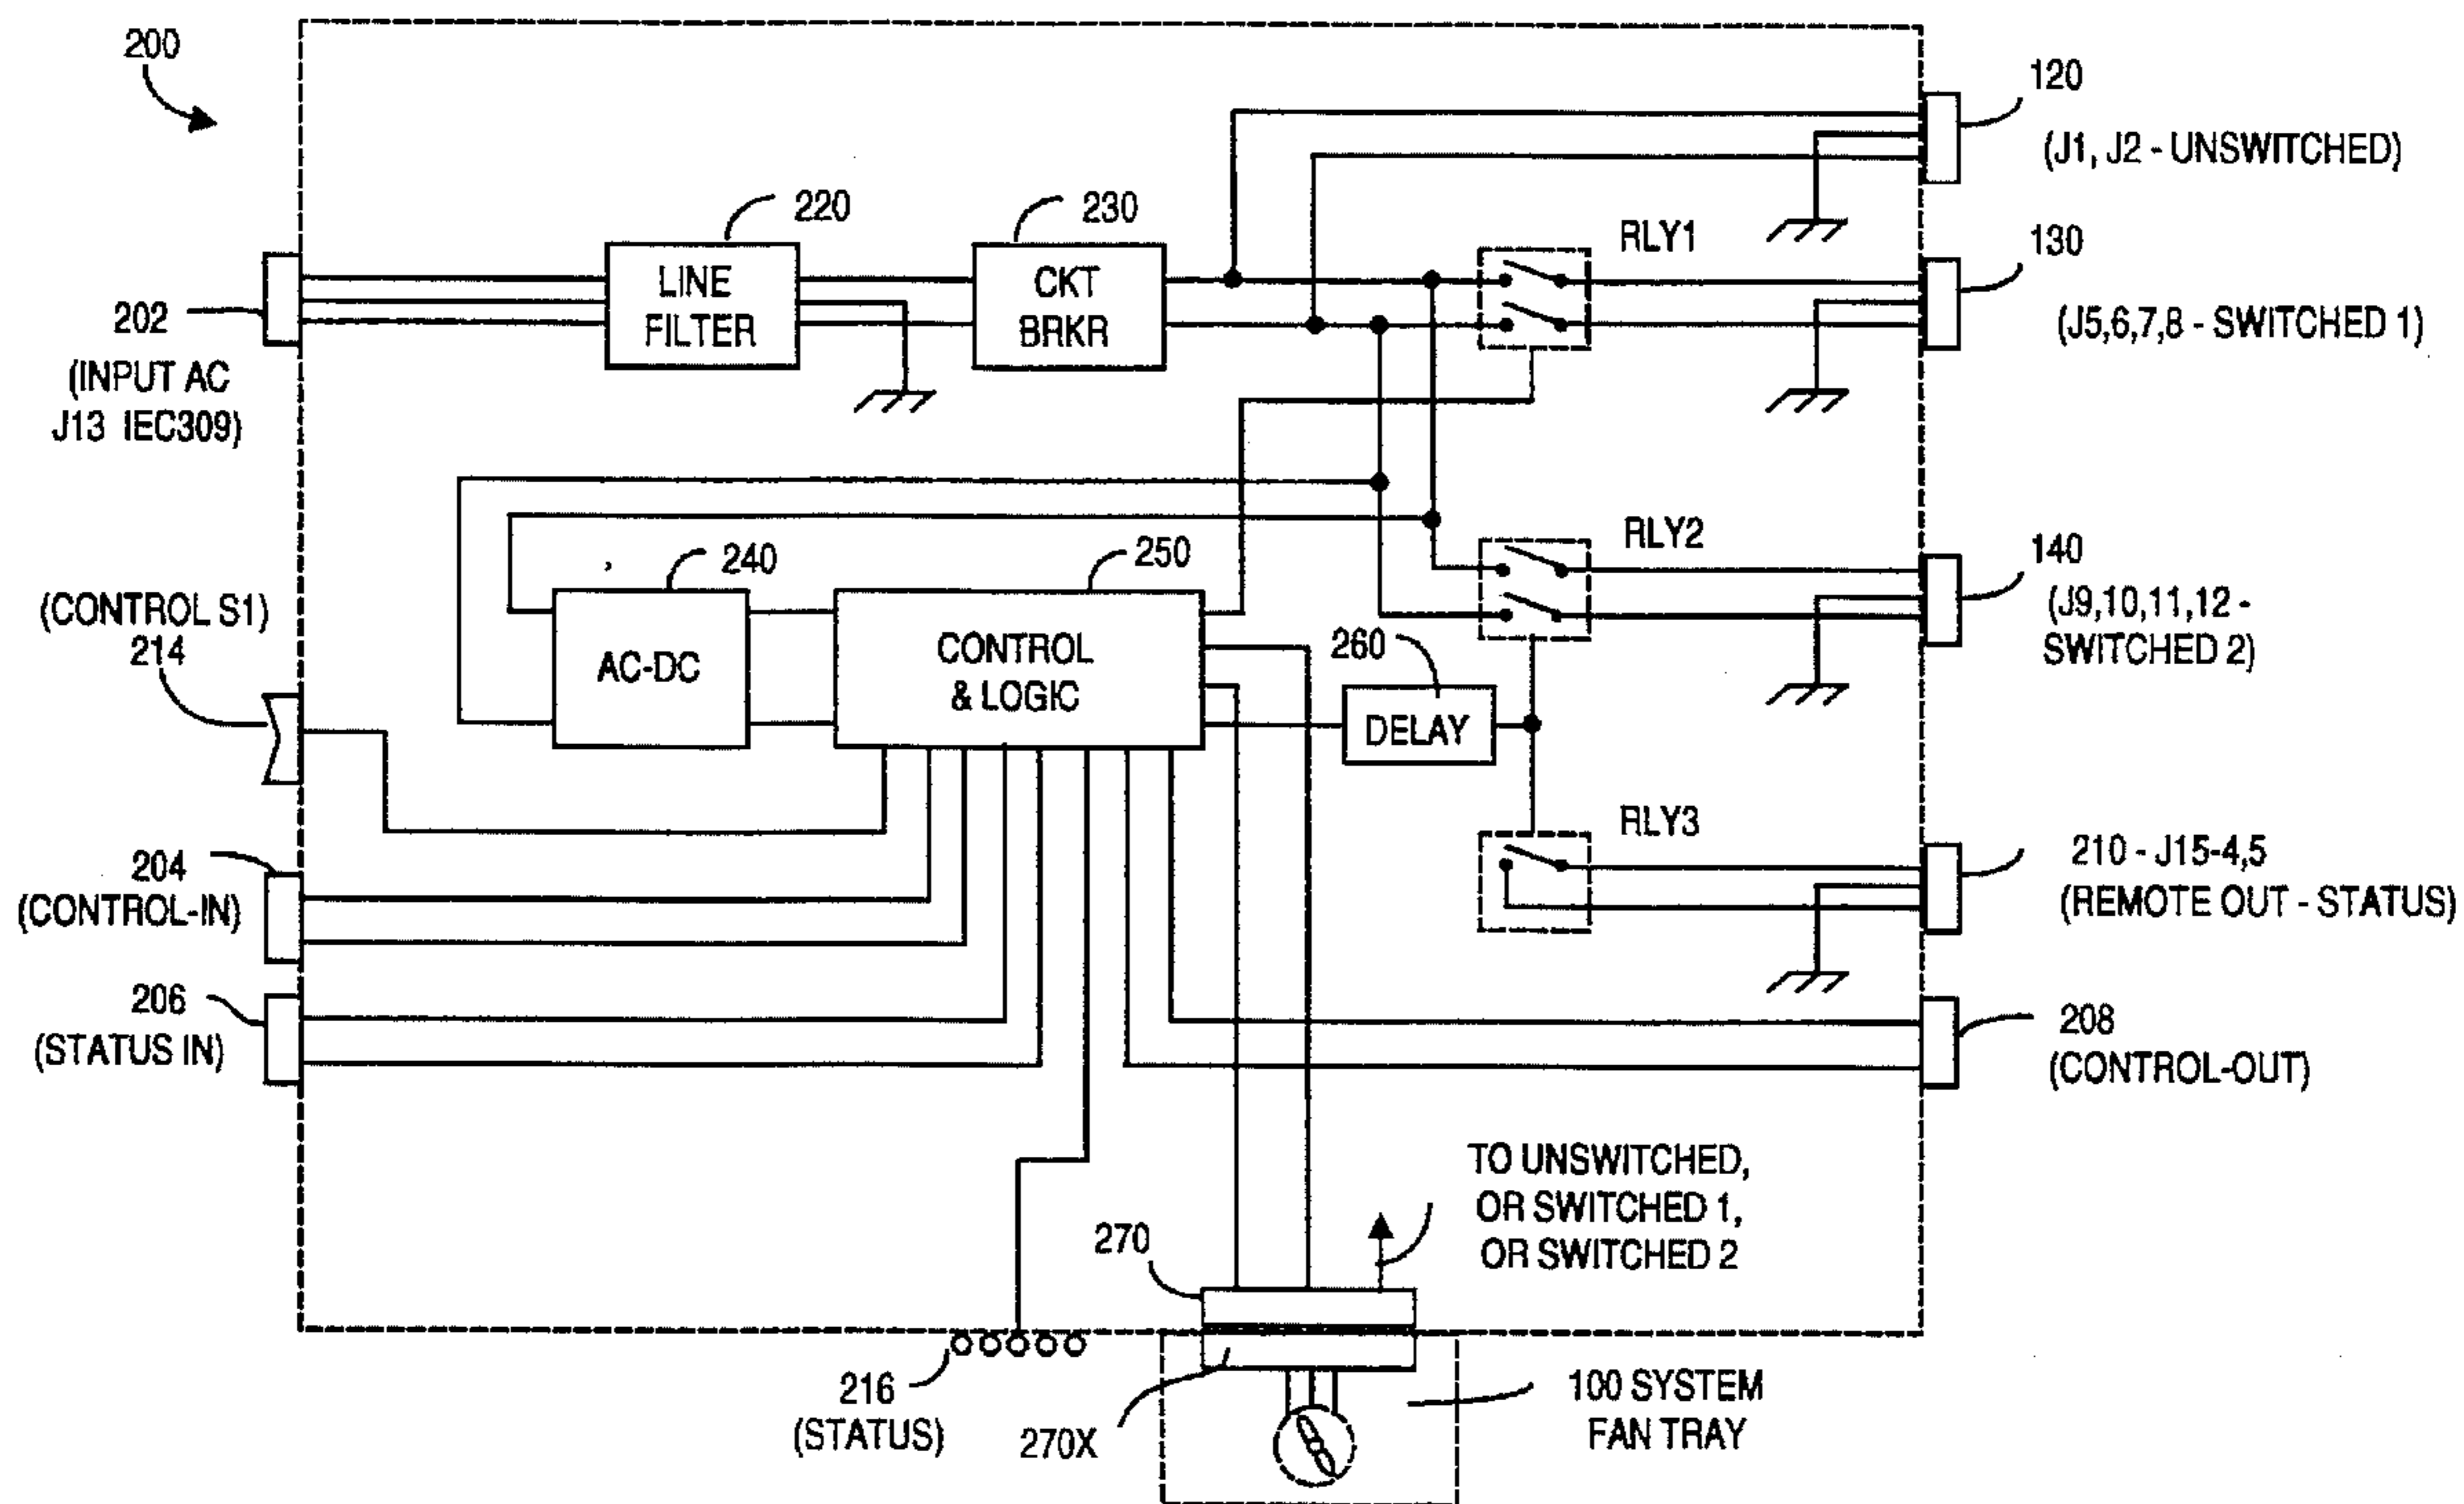 200
120
(J1, J2 - UNSWITCHED)
220
230
RLY1
130
LINE
FILTER
CKT
BRKR
(J5,6,7,8 - SWITCHED 1)
202
(INPUT AC
J13 IEC309)
RLY2
140
(J9,10,11,12 -
SWITCHED 2)
240
250
(CONTROL S1)
214
AC-DC
CONTROL
& LOGIC
260
DELAY
RLY3
204
(CONTROL-IN)
210 - J15-4,5
(REMOTE OUT - STATUS)
206
(STATUS IN)
208
(CONTROL-OUT)
TO UNSWITCHED,
OR SWITCHED 1,
OR SWITCHED 2
270
216
(STATUS)
270X
100 SYSTEM
FAN TRAY